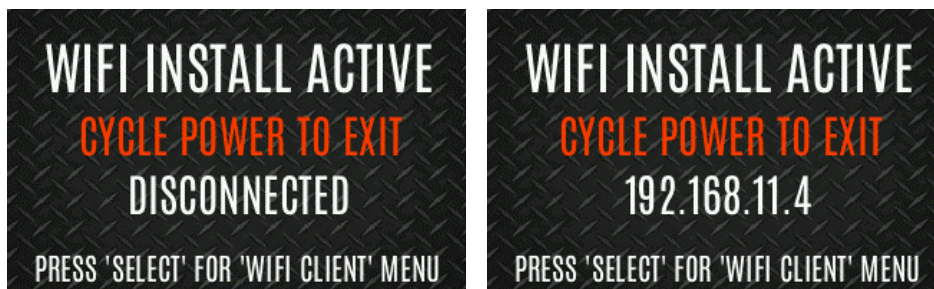 WIFI INSTALL ACTIVE
CYCLE POWER TO EXIT
DISCONNECTED
PRESS 'SELECT' FOR 'WIFI CLIENT' MENU
WIFI INSTALL ACTIVE
CYCLE POWER TO EXIT
192.168.11.4
PRESS 'SELECT' FOR 'WIFI CLIENT' MENU